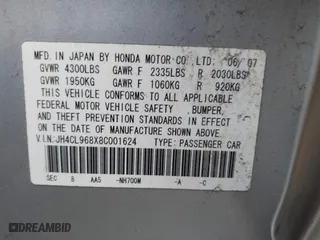 MFD. IN JAPAN BY HONDA MOTOR CO., LTD. 06/07
GVWR 4300LBS GAWR F 2335LBS R 2030LBS
GVWR 1950KG GAWR F 1060KG R 920KG
THIS VEHICLE CONFORMS TO ALL APPLICABLE
FEDERAL MOTOR VEHICLE SAFETY ,BUMPER,
AND THEFT PREVENTION STANDARDS IN EFFECT
ON THE DATE OF MANUFACTURE SHOWN ABOVE.
V.I.N.: JH4CL968X8C001624 TYPE: PASSENGER CAR
SEC 8 AA5 -NH700M -A -C